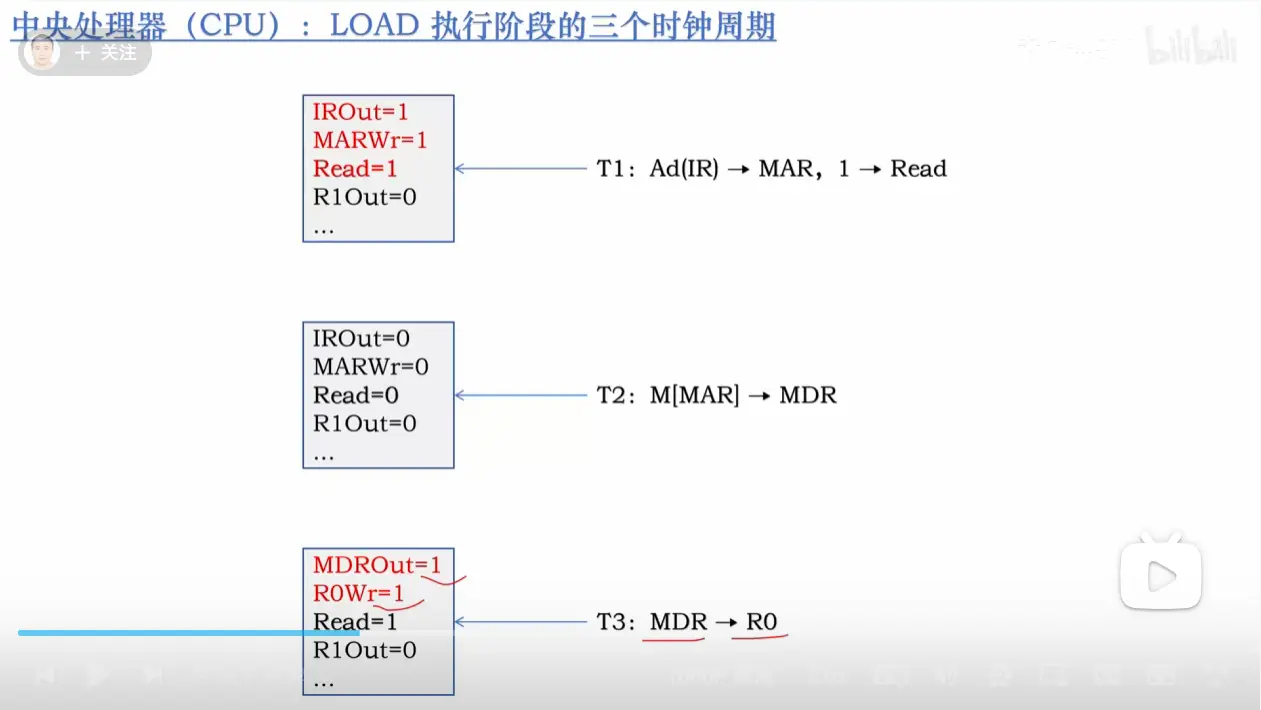 中央处理器（CPU）：LOAD 执行阶段的三个时钟周期
+ 关注
bilibili
IROut=1
MARWr=1
Read=1
R1Out=0
...
T1：Ad(IR) → MAR，1 → Read
IROut=0
MARWr=0
Read=0
R1Out=0
...
T2：M[MAR] → MDR
MDROut=1
R0Wr=1
Read=1
R1Out=0
...
T3：MDR → R0